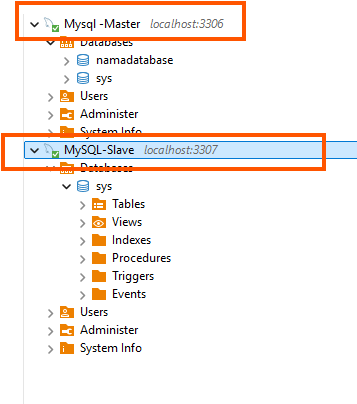 Mysql -Master localhost:3306
Databases
namadatabase
sys
Users
Administer
System Info
MySQL-Slave localhost:3307
Databases
sys
Tables
Views
Indexes
Procedures
Triggers
Events
Users
Administer
System Info